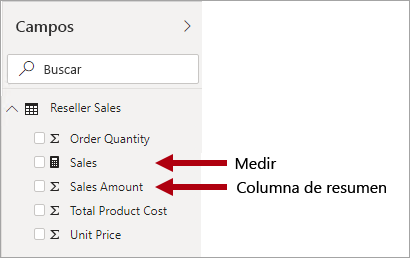 Campos
Buscar
Reseller Sales
Order Quantity
Sales
Medir
Sales Amount
Columna de resumen
Total Product Cost
Unit Price